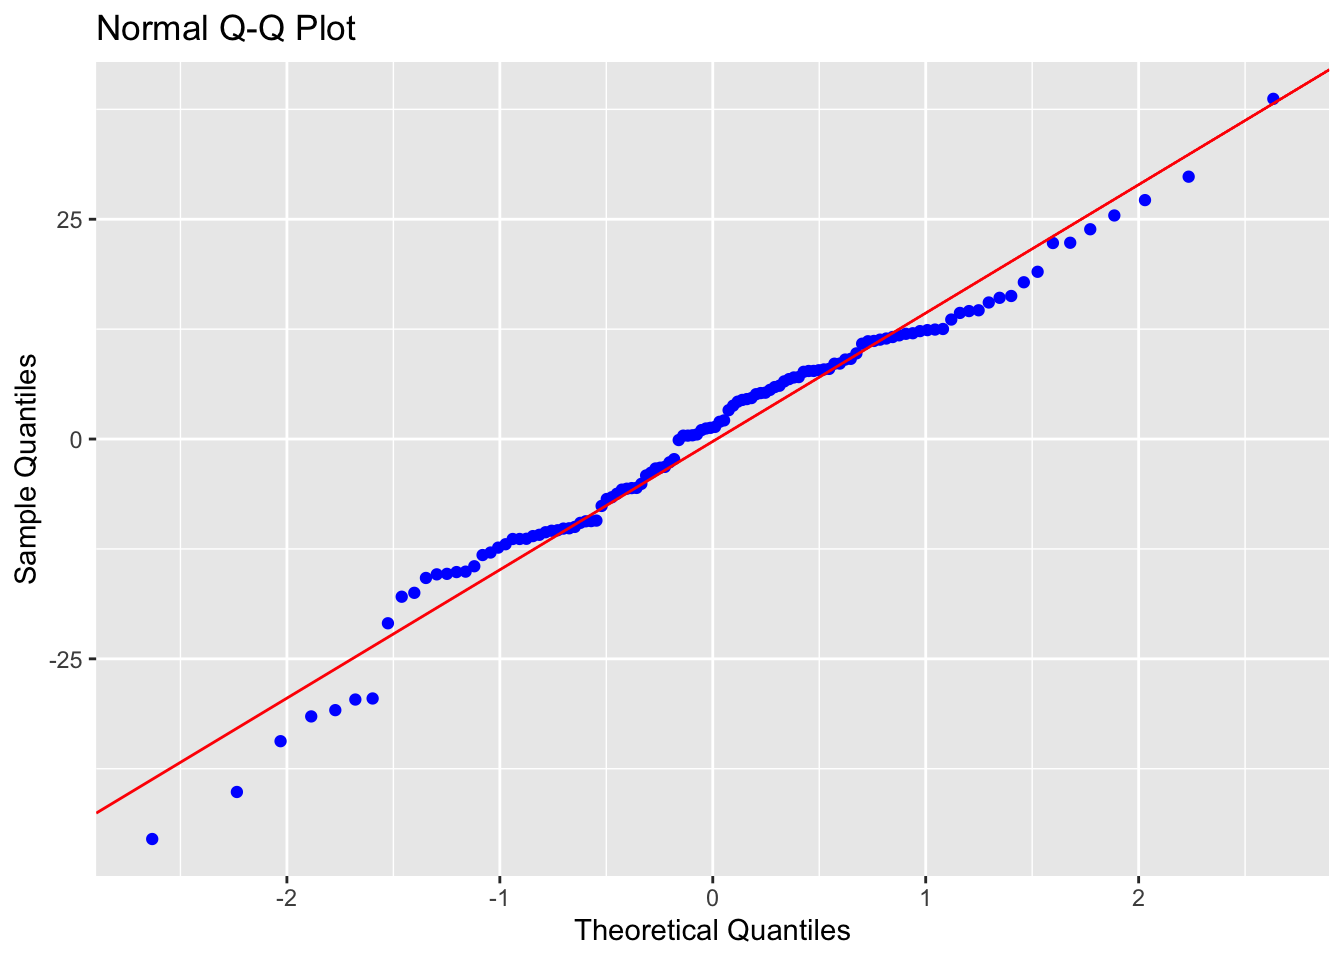 Normal Q-Q Plot
25
0
-25
-2 -1 0 1 2
Theoretical Quantiles
Sample Quantiles